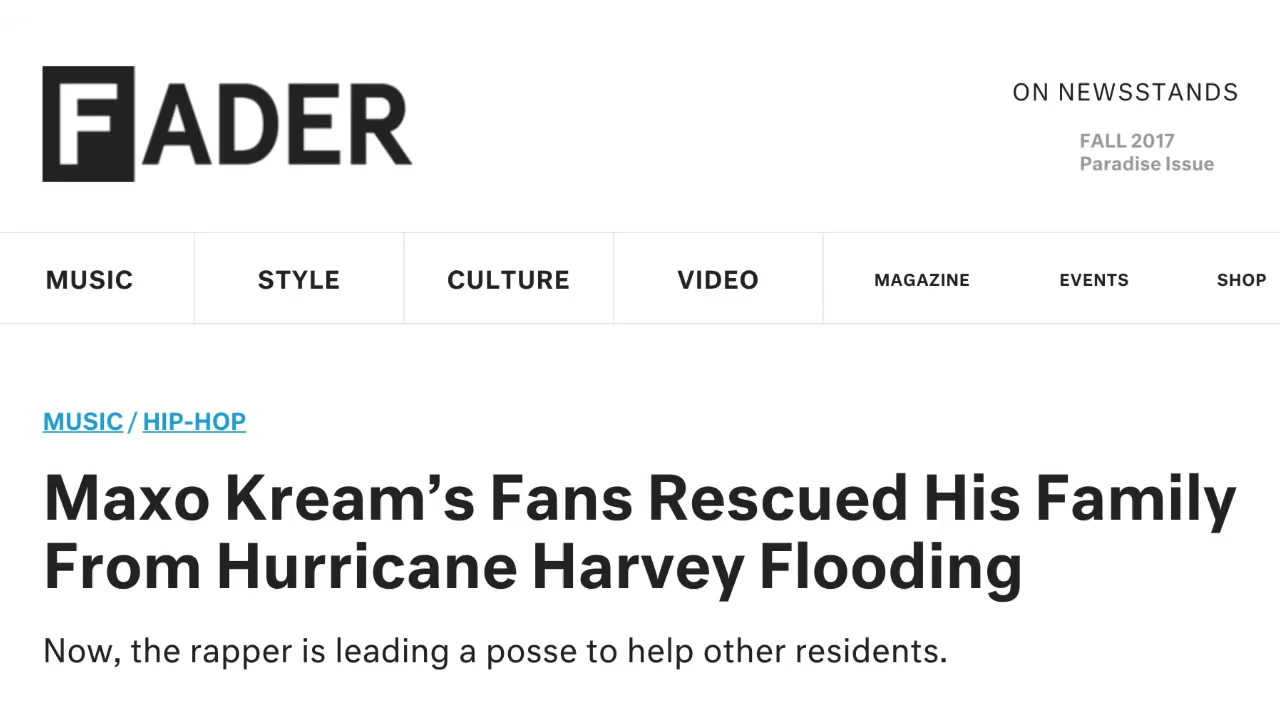 FADER
ON NEWSSTANDS
FALL 2017
Paradise Issue
MUSIC STYLE CULTURE VIDEO MAGAZINE EVENTS SHOP
MUSIC / HIP-HOP
Maxo Kream’s Fans Rescued His Family
From Hurricane Harvey Flooding
Now, the rapper is leading a posse to help other residents.